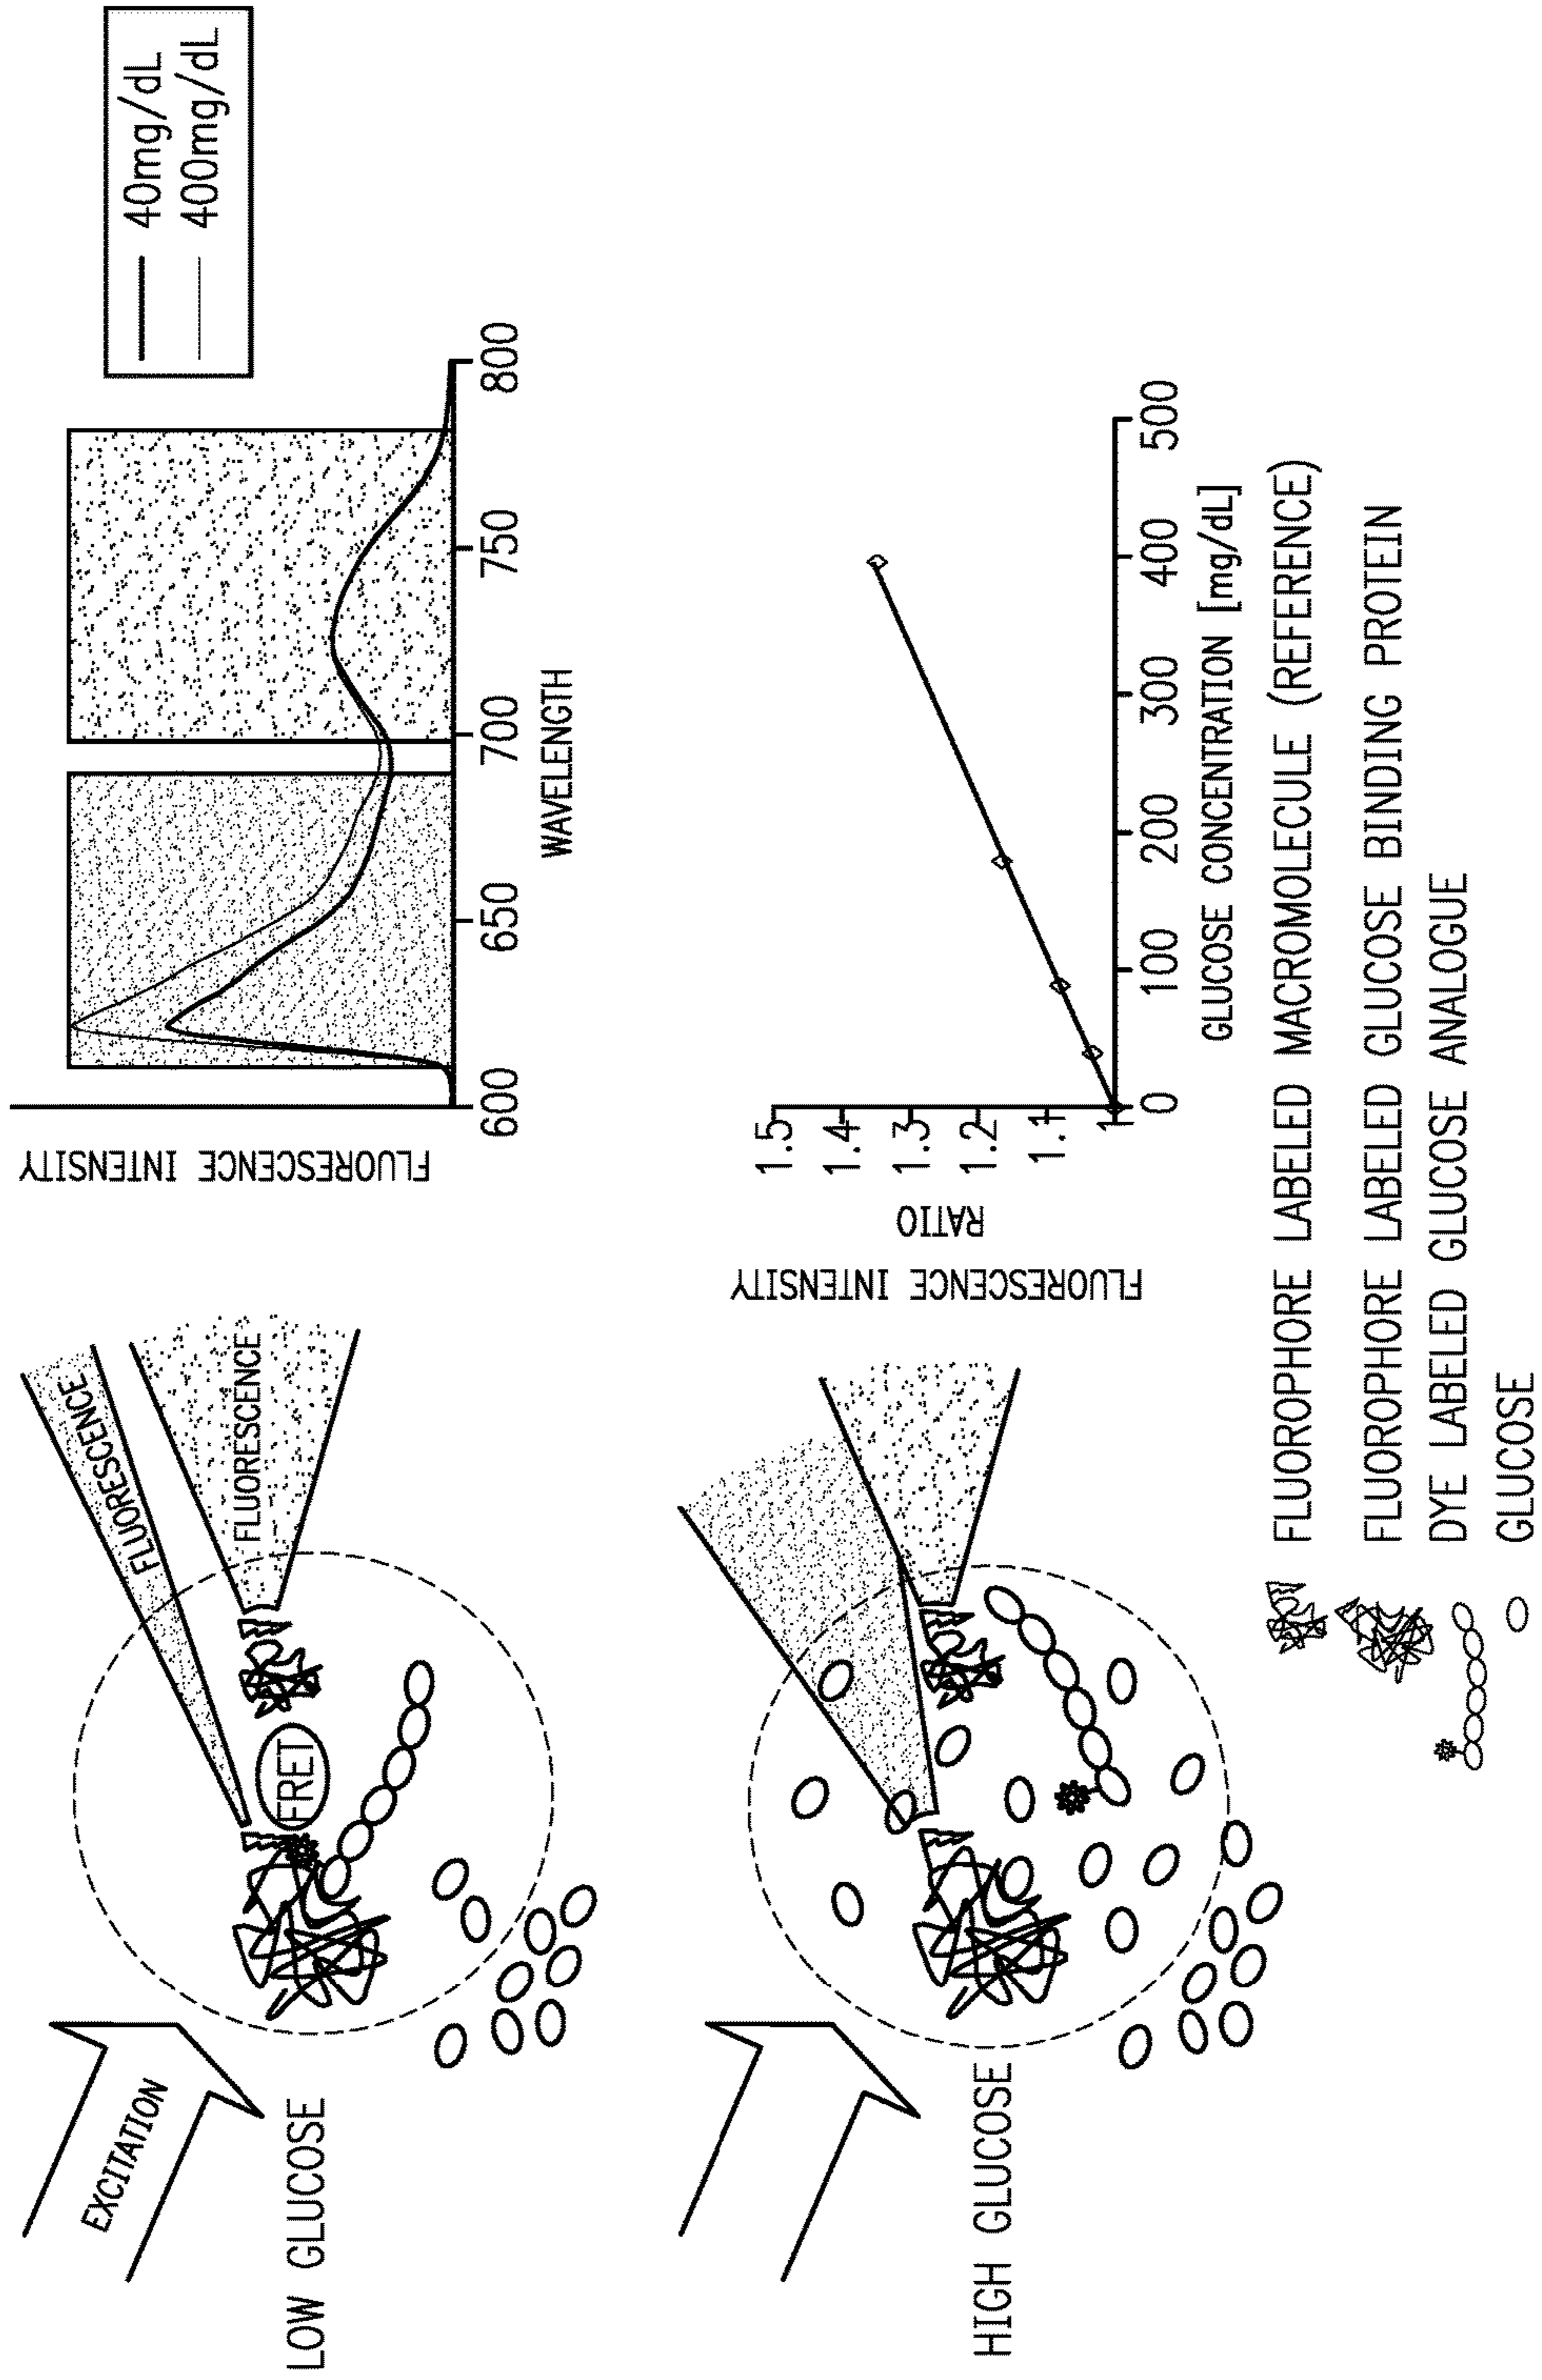 EXCITATION
LOW GLUCOSE
FRET
FLUORESCENCE
FLUORESCENCE
FLUORESCENCE INTENSITY
600
650
700
750
800
WAVELENGTH
40mg/dL
400mg/dL
HIGH GLUCOSE
FLUORESCENCE INTENSITY
RATIO
1.5
1.4
1.3
1.2
1.1
1
0
100
200
300
400
500
GLUCOSE CONCENTRATION [mg/dL]
FLUOROPHORE LABELED MACROMOLECULE (REFERENCE)
FLUOROPHORE LABELED GLUCOSE BINDING PROTEIN
DYE LABELED GLUCOSE ANALOGUE
GLUCOSE